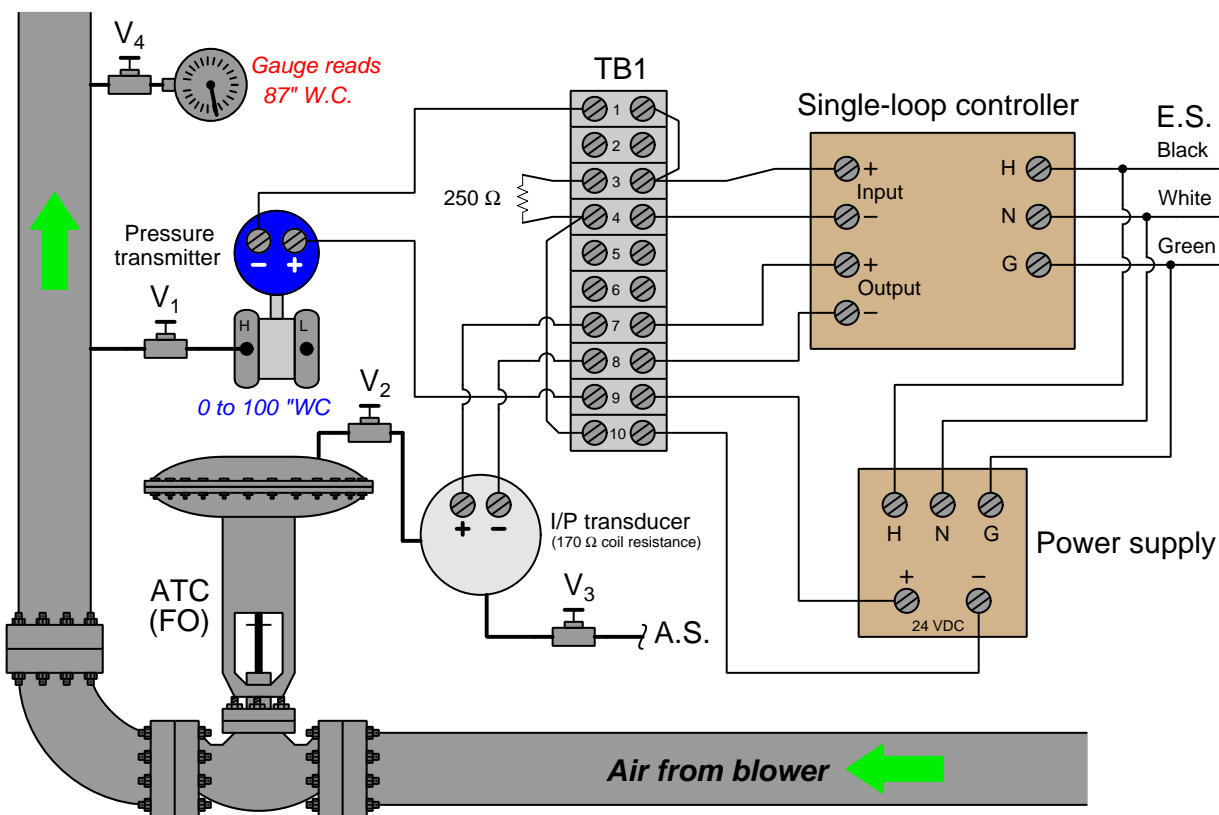 V4
Gauge reads
87" W.C.
Pressure
transmitter
− +
V1
H L
0 to 100 "WC
V2
ATC
(FO)
+ −
I/P transducer
(170 Ω coil resistance)
V3
A.S.
250 Ω
TB1
1
2
3
4
5
6
7
8
9
10
Single-loop controller
+
Input
−
+
Output
−
H
N
G
E.S.
Black
White
Green
H N G
Power supply
+ −
24 VDC
Air from blower